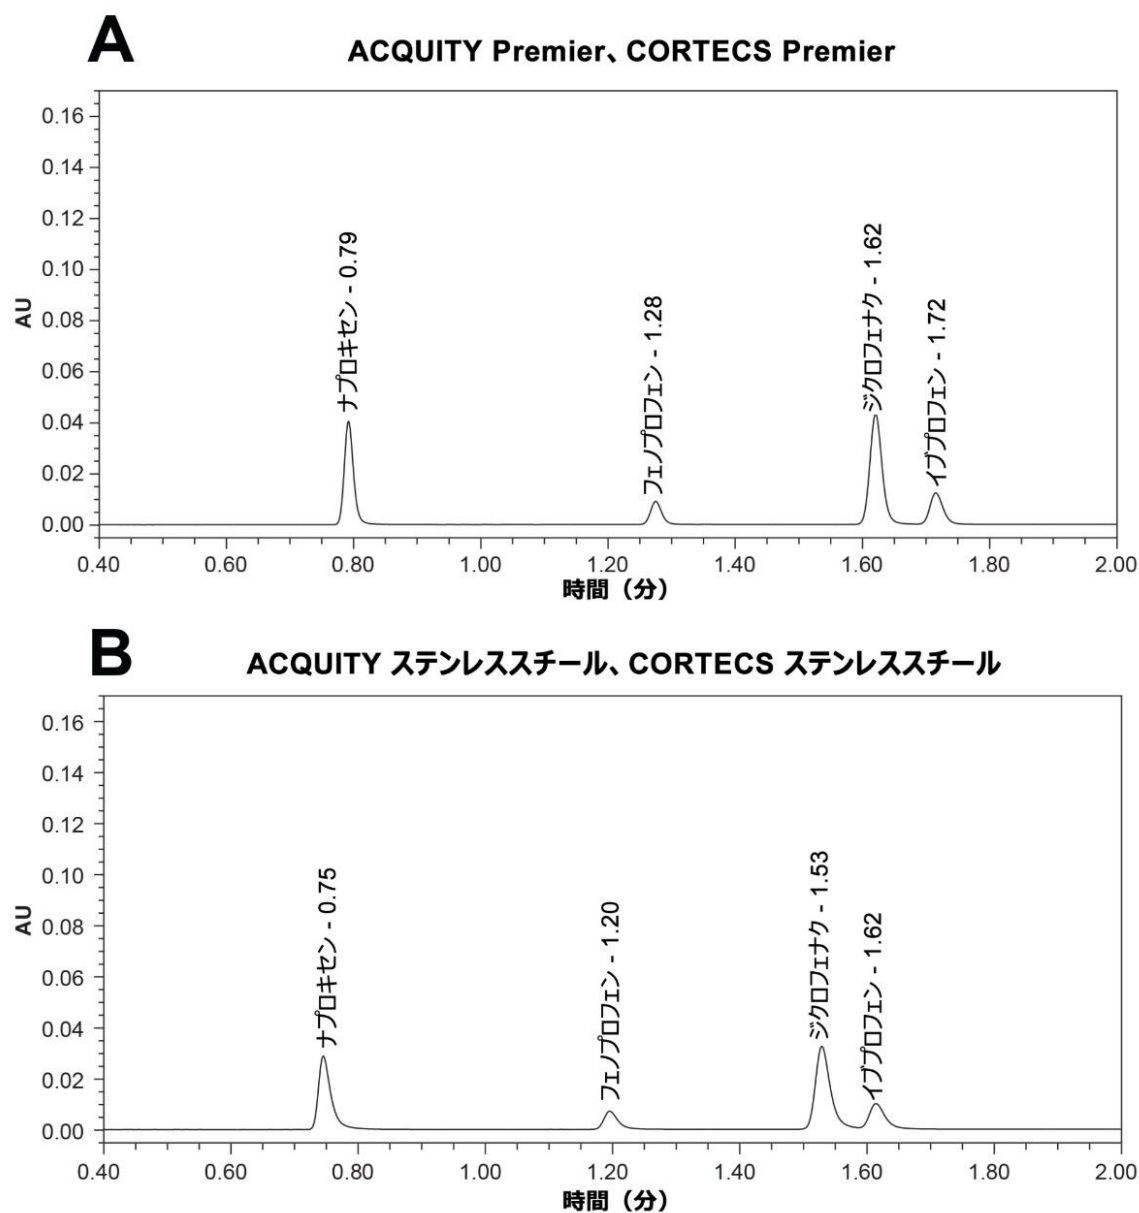 A
ACQUITY Premier、CORTECS Premier
AU
0.16
0.14
0.12
0.10
0.08
0.06
0.04
0.02
0.00
ナプロキセン - 0.79
フェノプロフェン - 1.28
ジクロフェナク - 1.62
イブプロフェン - 1.72
0.40 0.60 0.80 1.00 1.20 1.40 1.60 1.80 2.00
時間（分）
B
ACQUITY ステンレススチール、CORTECS ステンレススチール
AU
0.16
0.14
0.12
0.10
0.08
0.06
0.04
0.02
0.00
ナプロキセン - 0.75
フェノプロフェン - 1.20
ジクロフェナク - 1.53
イブプロフェン - 1.62
0.40 0.60 0.80 1.00 1.20 1.40 1.60 1.80 2.00
時間（分）